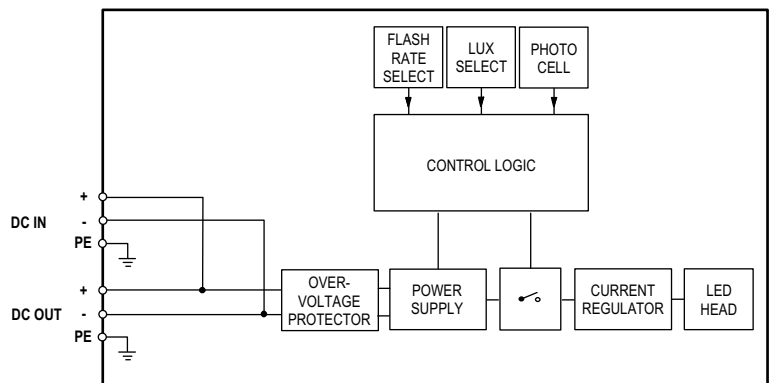 FLASH
RATE
SELECT
LUX
SELECT
PHOTO
CELL
CONTROL LOGIC
+
DC IN
-
PE
+
DC OUT
-
PE
OVER-
VOLTAGE
PROTECTOR
POWER
SUPPLY
CURRENT
REGULATOR
LED
HEAD